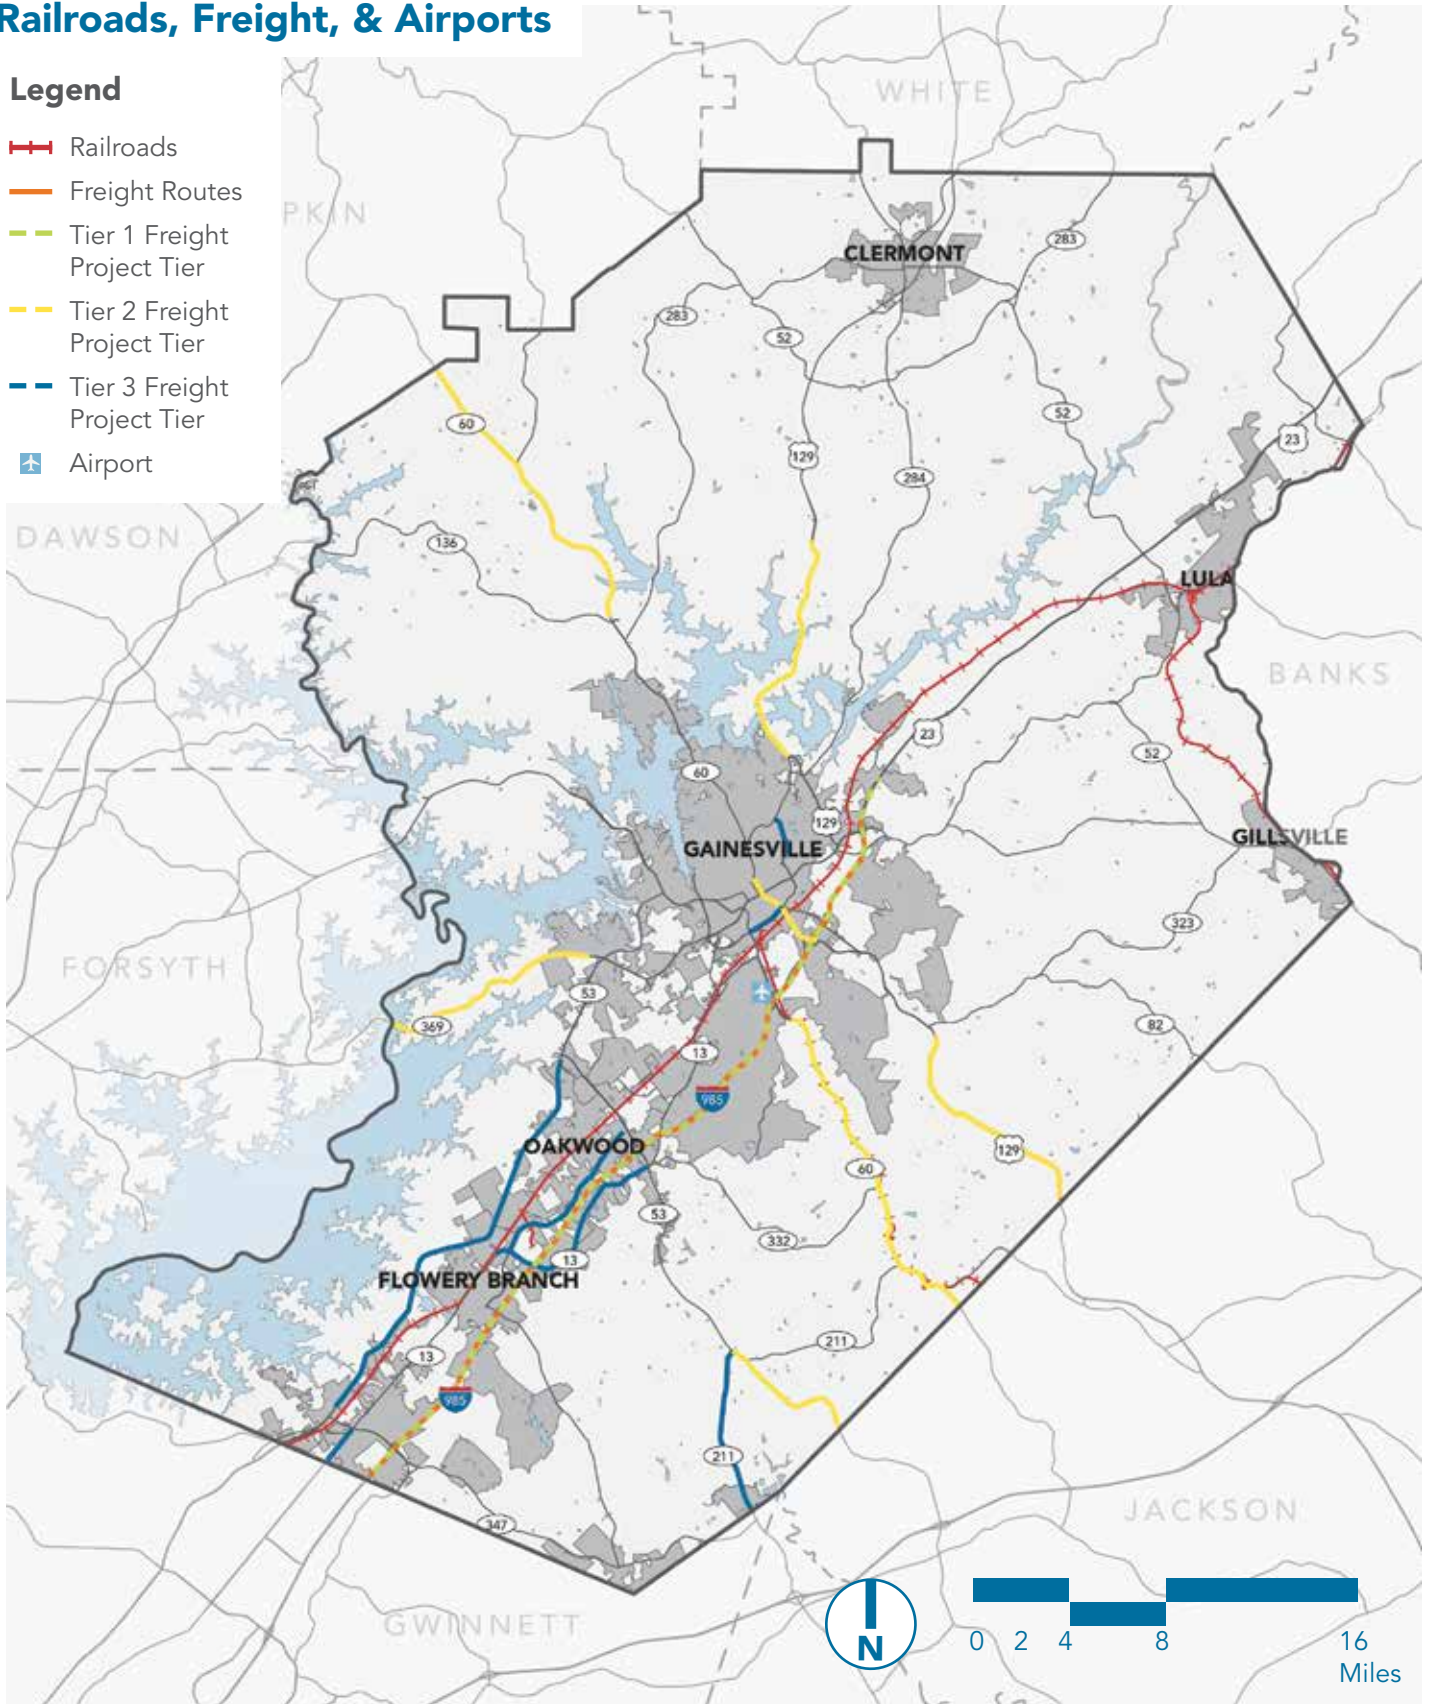 Railroads, Freight, & Airports
Legend
Railroads
Freight Routes
Tier 1 Freight
Project Tier
Tier 2 Freight
Project Tier
Tier 3 Freight
Project Tier
Airport
WHITE
PKIN
CLERMONT
283
283
52
60
52
23
129
284
DAWSON
136
LULA
BANKS
23
52
60
129
GAINESVILLE
GILLSVILLE
323
FORSYTH
53
369
82
13
985
OAKWOOD
129
60
53
332
13
FLOWERY BRANCH
211
13
985
211
JACKSON
347
GWINNETT
N
0 2 4 8 16
Miles